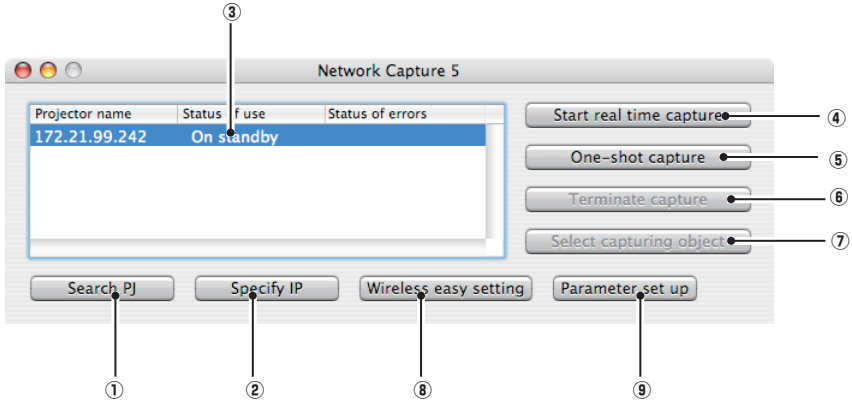 ③
Network Capture 5
Projector name Status of use Status of errors
172.21.99.242 On standby
Start real time capture ④
One-shot capture ⑤
Terminate capture ⑥
Select capturing object ⑦
Search PJ Specify IP Wireless easy setting Parameter set up
① ② ⑧ ⑨